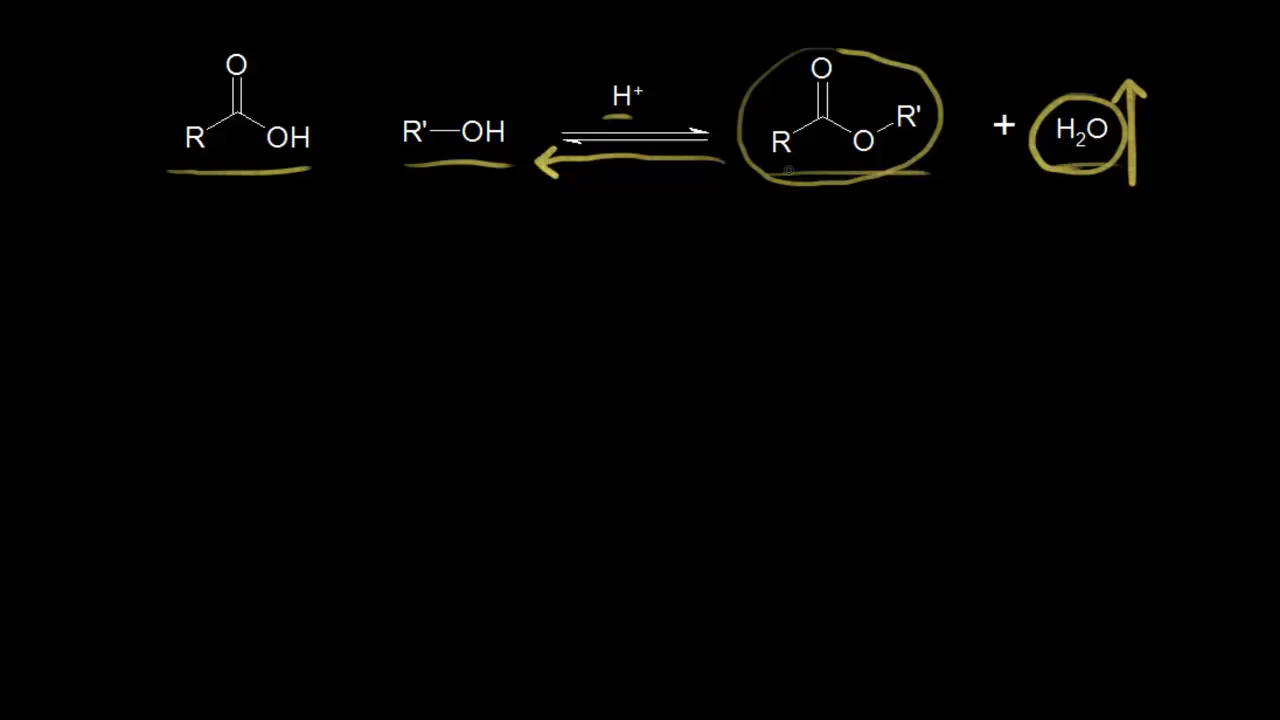 O O
H⁺
R OH R'—OH R O R' + H₂O